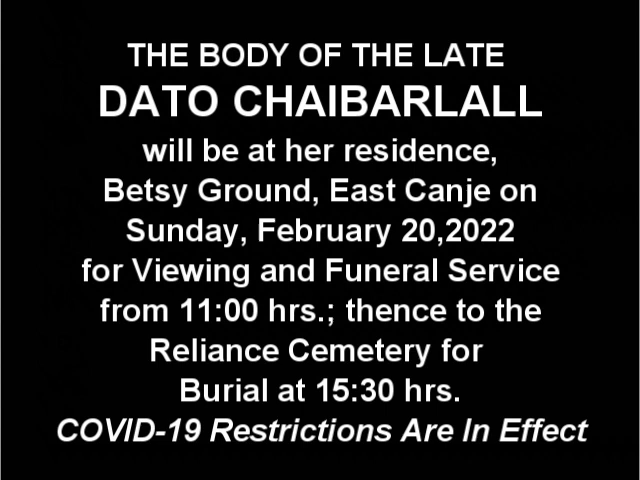 THE BODY OF THE LATE
DATO CHAIBARLALL
will be at her residence,
Betsy Ground, East Canje on
Sunday, February 20,2022
for Viewing and Funeral Service
from 11:00 hrs.; thence to the
Reliance Cemetery for
Burial at 15:30 hrs.
COVID-19 Restrictions Are In Effect